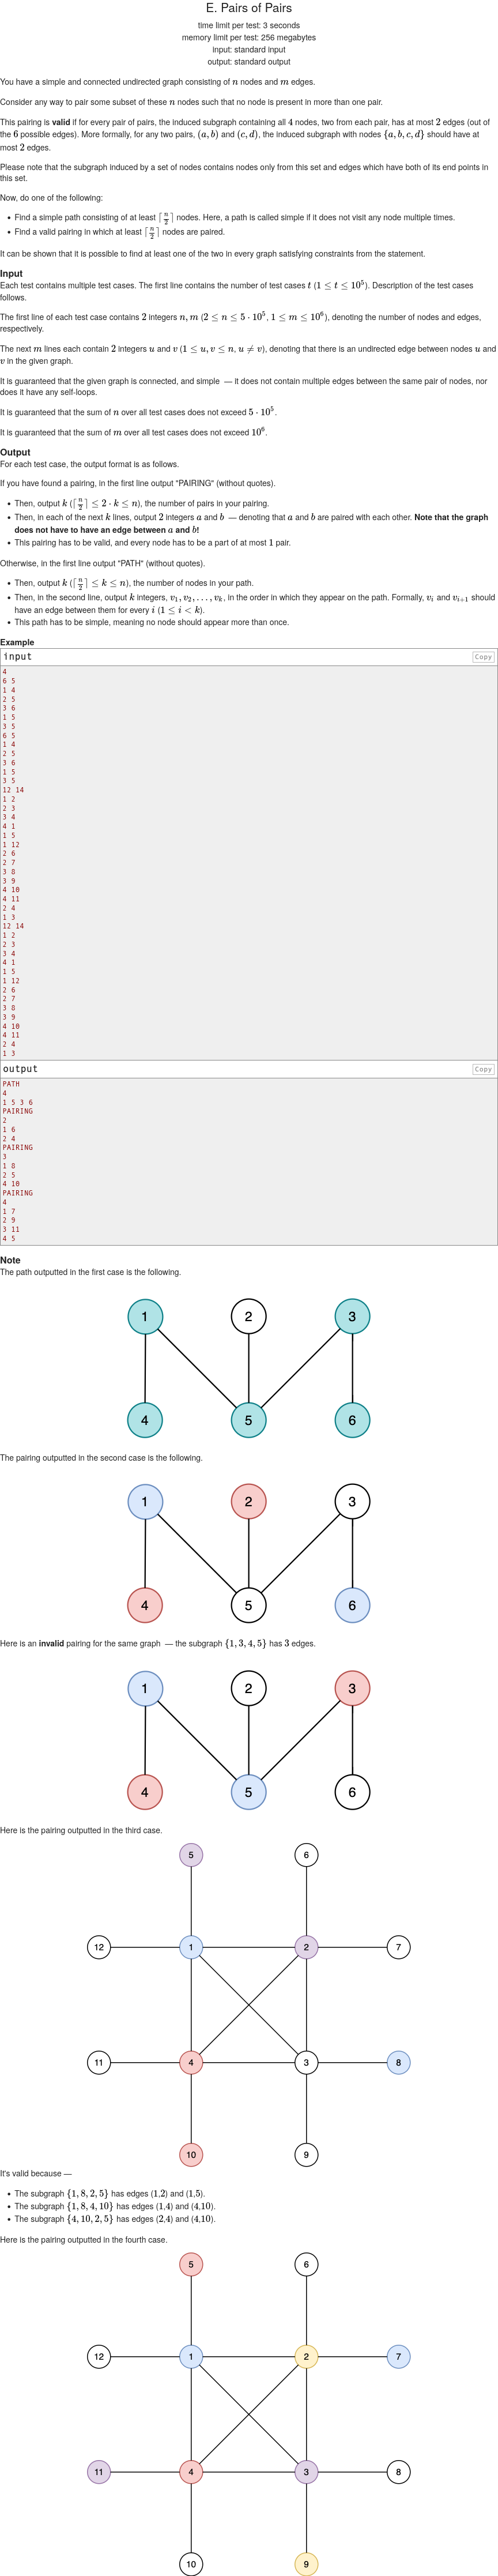 E. Pairs of Pairs
time limit per test: 3 seconds
memory limit per test: 256 megabytes
input: standard input
output: standard output
You have a simple and connected undirected graph consisting of n nodes and m edges.
Consider any way to pair some subset of these n nodes such that no node is present in more than one pair.
This pairing is valid if for every pair of pairs, the induced subgraph containing all 4 nodes, two from each pair, has at most 2 edges (out of
the 6 possible edges). More formally, for any two pairs, (a, b) and (c, d), the induced subgraph with nodes {a, b, c, d} should have at
most 2 edges.
Please note that the subgraph induced by a set of nodes contains nodes only from this set and edges which have both of its end points in
this set.
Now, do one of the following:
• Find a simple path consisting of at least ⌈n/2⌉ nodes. Here, a path is called simple if it does not visit any node multiple times.
• Find a valid pairing in which at least ⌈n/2⌉ nodes are paired.
It can be shown that it is possible to find at least one of the two in every graph satisfying constraints from the statement.
Input
Each test contains multiple test cases. The first line contains the number of test cases t (1 ≤ t ≤ 10^5). Description of the test cases
follows.
The first line of each test case contains 2 integers n, m (2 ≤ n ≤ 5 · 10^5, 1 ≤ m ≤ 10^6), denoting the number of nodes and edges,
respectively.
The next m lines each contain 2 integers u and v (1 ≤ u, v ≤ n, u ≠ v), denoting that there is an undirected edge between nodes u and
v in the given graph.
It is guaranteed that the given graph is connected, and simple — it does not contain multiple edges between the same pair of nodes, nor
does it have any self-loops.
It is guaranteed that the sum of n over all test cases does not exceed 5 · 10^5.
It is guaranteed that the sum of m over all test cases does not exceed 10^6.
Output
For each test case, the output format is as follows.
If you have found a pairing, in the first line output "PAIRING" (without quotes).
• Then, output k (⌈n/2⌉ ≤ 2 · k ≤ n), the number of pairs in your pairing.
• Then, in each of the next k lines, output 2 integers a and b — denoting that a and b are paired with each other. Note that the graph
does not have to have an edge between a and b!
• This pairing has to be valid, and every node has to be a part of at most 1 pair.
Otherwise, in the first line output "PATH" (without quotes).
• Then, output k (⌈n/2⌉ ≤ k ≤ n), the number of nodes in your path.
• Then, in the second line, output k integers, v1, v2, …, vk, in the order in which they appear on the path. Formally, vi and vi+1 should
have an edge between them for every i (1 ≤ i < k).
• This path has to be simple, meaning no node should appear more than once.
Example
input
Copy
4
6 5
1 4
2 5
3 6
1 5
3 5
6 5
1 4
2 5
3 6
1 5
3 5
12 14
1 2
2 3
3 4
4 1
1 5
1 12
2 6
2 7
3 8
3 9
4 10
4 11
2 4
1 3
12 14
1 2
2 3
3 4
4 1
1 5
1 12
2 6
2 7
3 8
3 9
4 10
4 11
2 4
1 3
output
Copy
PATH
4
1 5 3 6
PAIRING
2
1 6
2 4
PAIRING
3
1 8
2 5
4 10
PAIRING
4
1 7
2 9
3 11
4 5
Note
The path outputted in the first case is the following.
1 2 3
4 5 6
The pairing outputted in the second case is the following.
1 2 3
4 5 6
Here is an invalid pairing for the same graph — the subgraph {1, 3, 4, 5} has 3 edges.
1 2 3
4 5 6
Here is the pairing outputted in the third case.
5 6
12 1 2 7
11 4 3 8
10 9
It's valid because —
• The subgraph {1, 8, 2, 5} has edges (1,2) and (1,5).
• The subgraph {1, 8, 4, 10} has edges (1,4) and (4,10).
• The subgraph {4, 10, 2, 5} has edges (2,4) and (4,10).
Here is the pairing outputted in the fourth case.
5 6
12 1 2 7
11 4 3 8
10 9